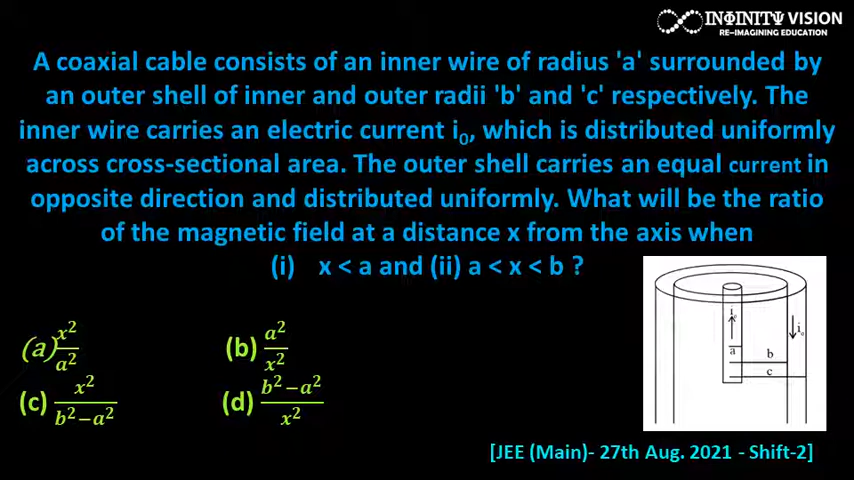 INFINITY VISION
RE-IMAGINING EDUCATION
A coaxial cable consists of an inner wire of radius 'a' surrounded by
an outer shell of inner and outer radii 'b' and 'c' respectively. The
inner wire carries an electric current i₀, which is distributed uniformly
across cross-sectional area. The outer shell carries an equal current in
opposite direction and distributed uniformly. What will be the ratio
of the magnetic field at a distance x from the axis when
(i) x < a and (ii) a < x < b ?
(a) x²/a² (b) a²/x²
(c) x²/(b²−a²) (d) (b²−a²)/x²
i₀ i₀
a b
c
[JEE (Main)- 27th Aug. 2021 - Shift-2]